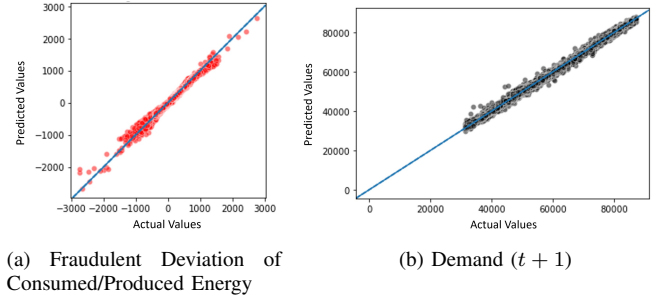 3000
2000
1000
0
−1000
−2000
Predicted Values
−3000 −2000 −1000 0 1000 2000 3000
Actual Values
80000
60000
40000
20000
0
Predicted Values
0 20000 40000 60000 80000
Actual Values
(a) Fraudulent Deviation of
Consumed/Produced Energy
(b) Demand (t + 1)